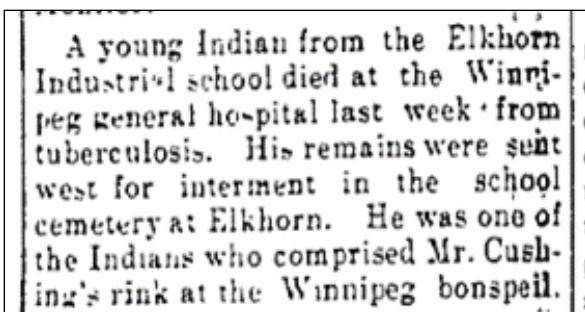 A young Indian from the Elkhorn
Industrial school died at the Winni-
peg general hospital last week from
tuberculosis. His remains were sent
west for interment in the school
cemetery at Elkhorn. He was one of
the Indians who comprised Mr. Cush-
ing's rink at the Winnipeg bonspeil.